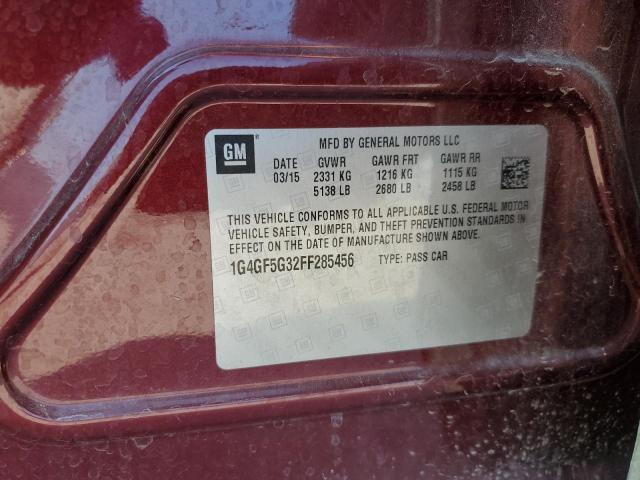 GM ® MFD BY GENERAL MOTORS LLC
DATE GVWR GAWR FRT GAWR RR
03/15 2331 KG 1216 KG 1115 KG
5138 LB 2680 LB 2458 LB
THIS VEHICLE CONFORMS TO ALL APPLICABLE U.S. FEDERAL MOTOR
VEHICLE SAFETY, BUMPER, AND THEFT PREVENTION STANDARDS IN
EFFECT ON THE DATE OF MANUFACTURE SHOWN ABOVE.
1G4GF5G32FF285456 TYPE: PASS CAR